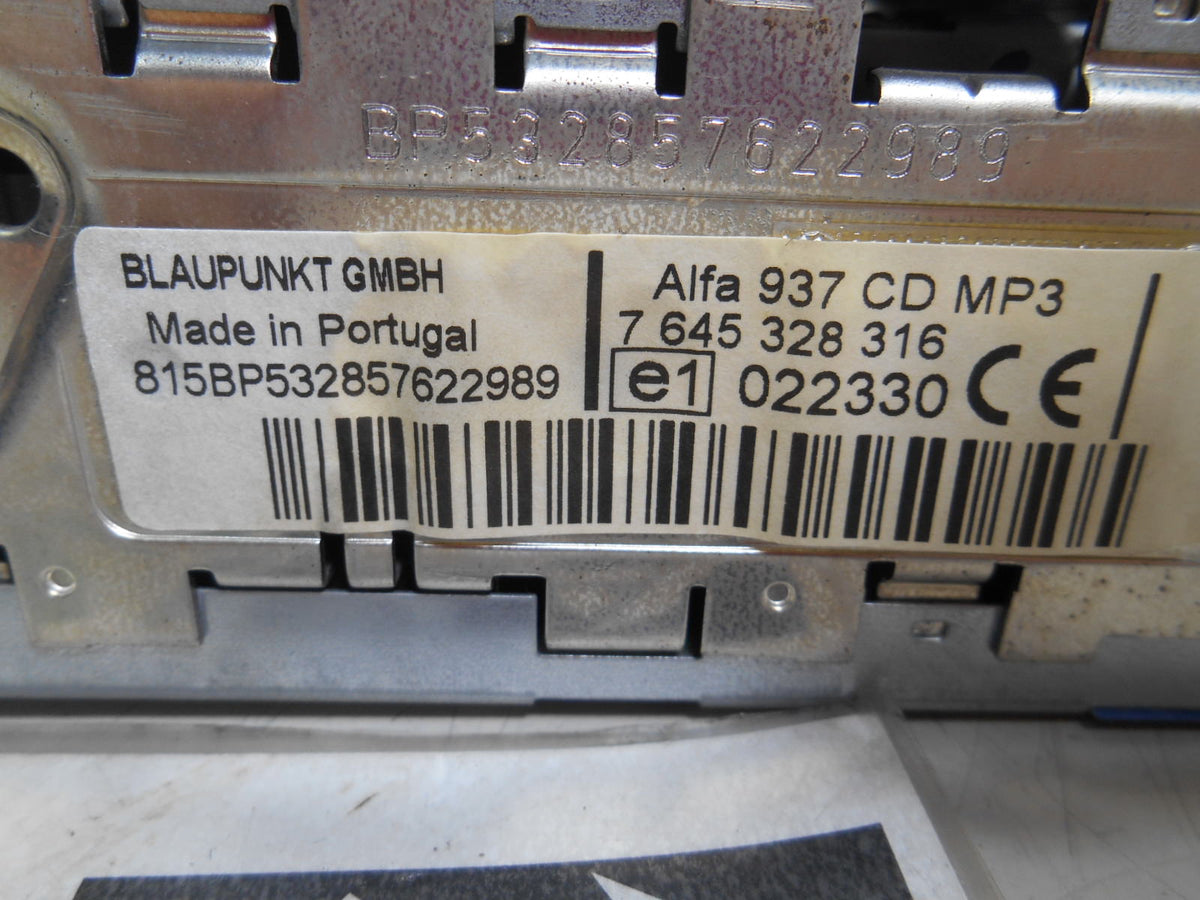 BP532857622989
BLAUPUNKT GMBH
Made in Portugal
815BP532857622989
Alfa 937 CD MP3
7 645 328 316
e1 022330 CE